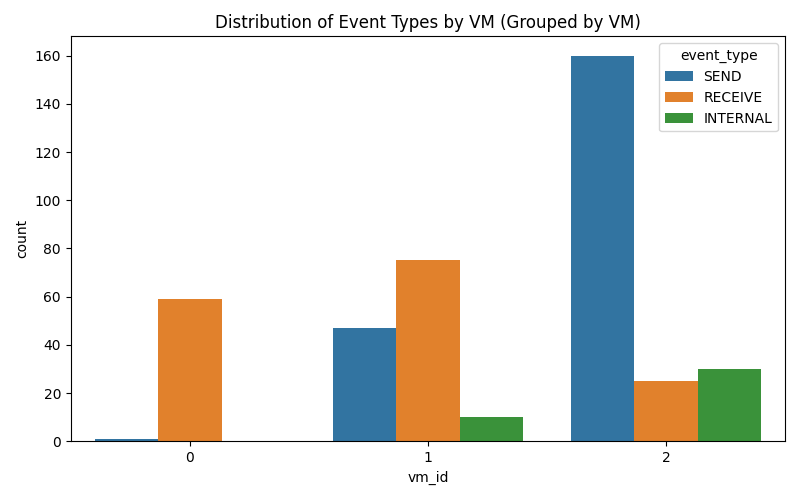 Distribution of Event Types by VM (Grouped by VM)
event_type
SEND
RECEIVE
INTERNAL
count
160
140
120
100
80
60
40
20
0
0 1 2
vm_id